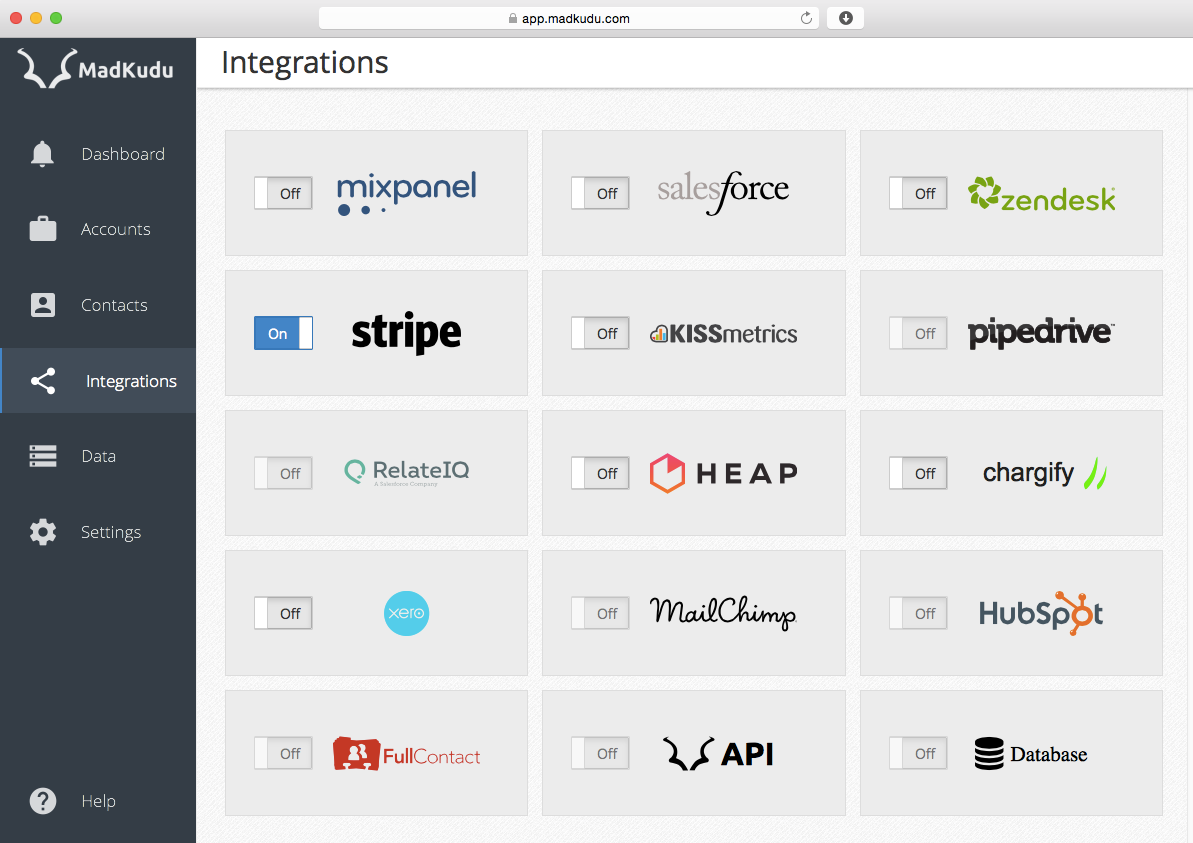 app.madkudu.com
MadKudu
Integrations
Dashboard
Accounts
Contacts
Integrations
Data
Settings
Help
Off mixpanel
Off salesforce
Off zendesk
On stripe
Off KISSmetrics
Off pipedrive™
Off RelateIQ
A Salesforce Company
Off HEAP
Off chargify
Off xero
Off MailChimp
Off HubSpot
Off FullContact
Off API
Off Database